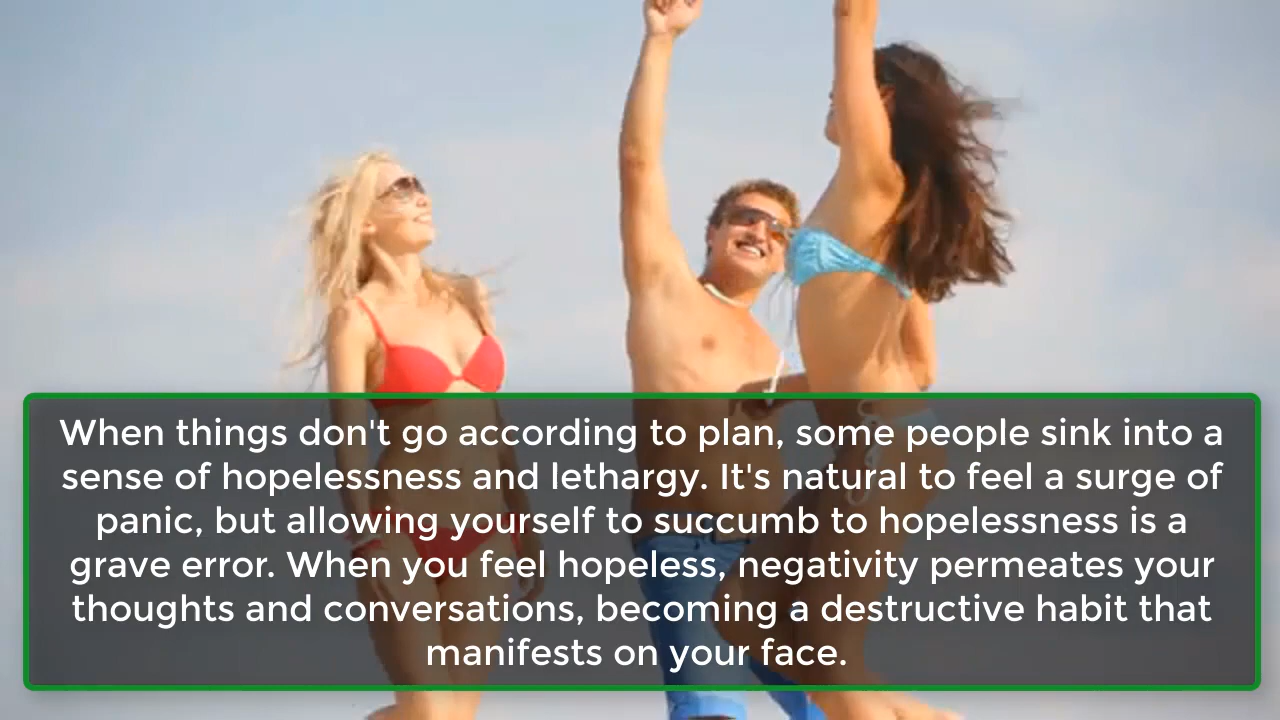 When things don't go according to plan, some people sink into a
sense of hopelessness and lethargy. It's natural to feel a surge of
panic, but allowing yourself to succumb to hopelessness is a
grave error. When you feel hopeless, negativity permeates your
thoughts and conversations, becoming a destructive habit that
manifests on your face.